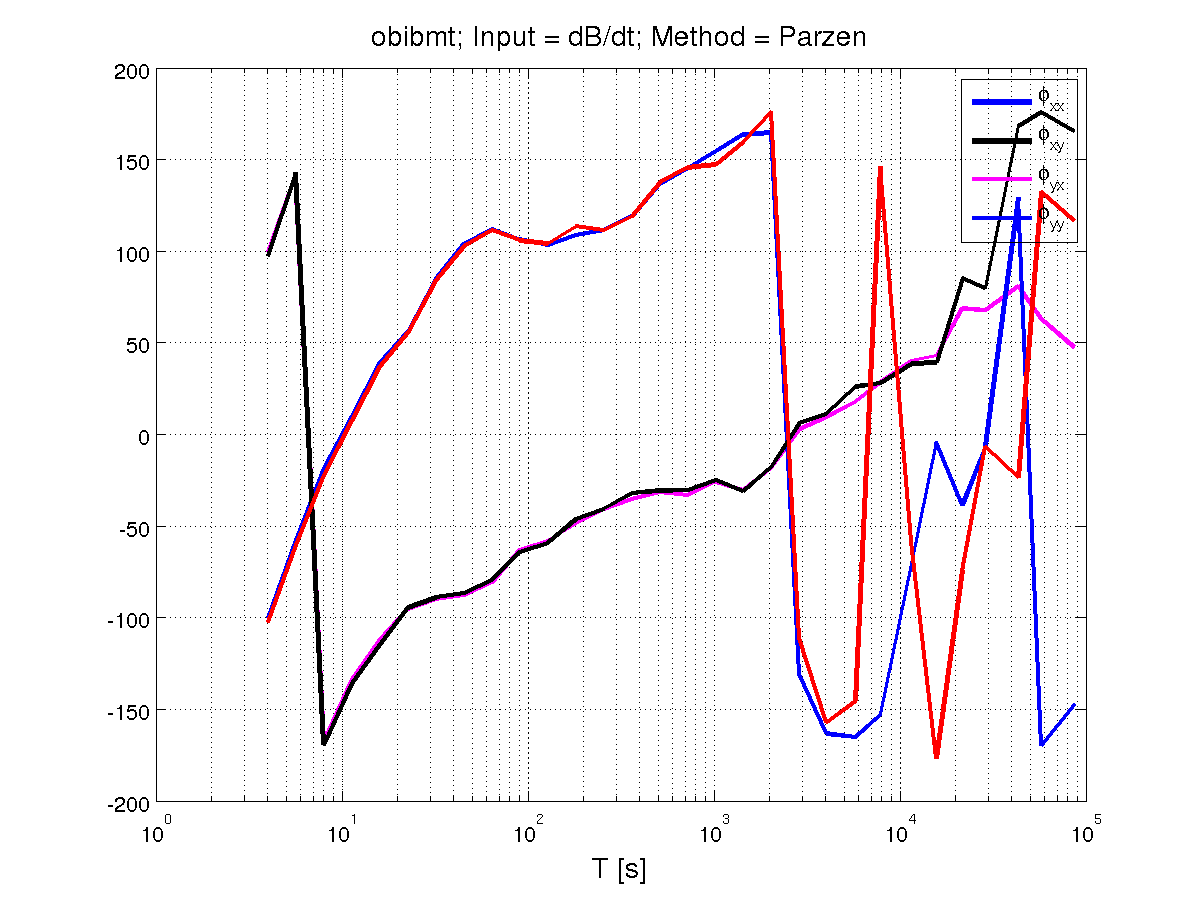 obibmt; Input = dB/dt; Method = Parzen
200
150
100
50
0
-50
-100
-150
-200
ϕxx
ϕxy
ϕyx
ϕyy
10^0 10^1 10^2 10^3 10^4 10^5
T [s]